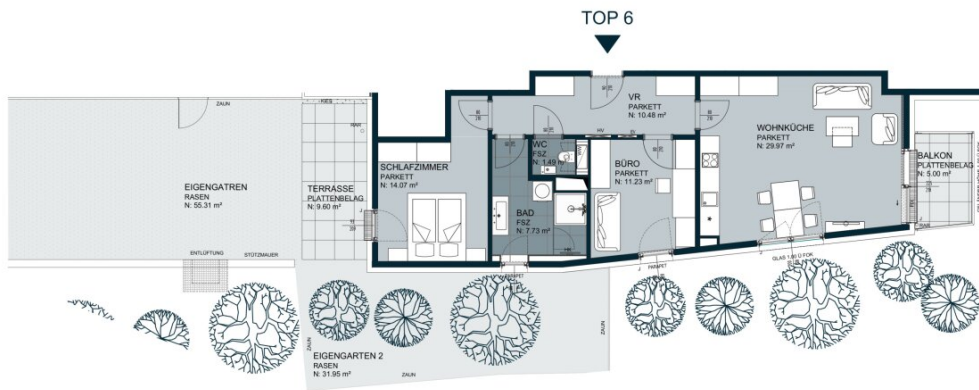 TOP 6
ZAUN
KIES
RAR
VR
PARKETT
N: 10.48 m²
WOHNKÜCHE
PARKETT
N: 29.97 m²
WC
FSZ
N: 1.49 m²
SCHLAFZIMMER
PARKETT
N: 14.07 m²
BÜRO
PARKETT
N: 11.23 m²
BALKON
PLATTENBELAG
N: 5.00 m²
EIGENGATREN
RASEN
N: 55.31 m²
TERRASSE
PLATTENBELAG
N: 9.60 m²
BAD
FSZ
N: 7.73 m²
ENTLÜFTUNG
STÜTZMAUER
PARAPET
PARAPET
ZAUN
ZAUN
EIGENGARTEN 2
RASEN
N: 31.95 m²
ZAUN